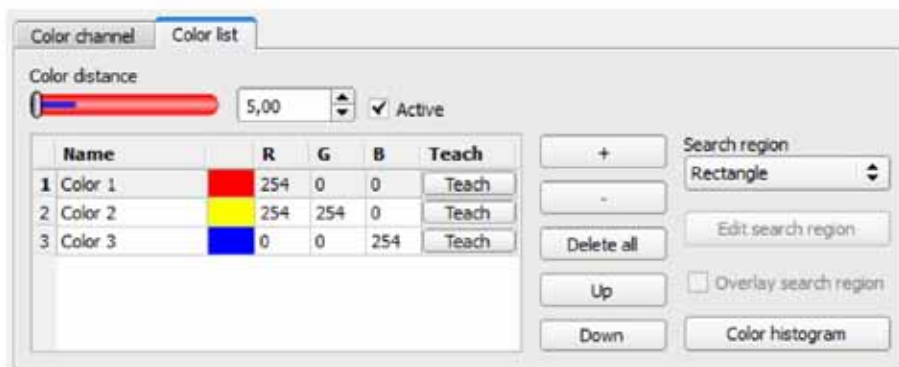 Color channel Color list
Color distance
5,00 Active
Name R G B Teach
1 Color 1 254 0 0 Teach
2 Color 2 254 254 0 Teach
3 Color 3 0 0 254 Teach
+
-
Delete all
Up
Down
Search region
Rectangle
Edit search region
Overlay search region
Color histogram